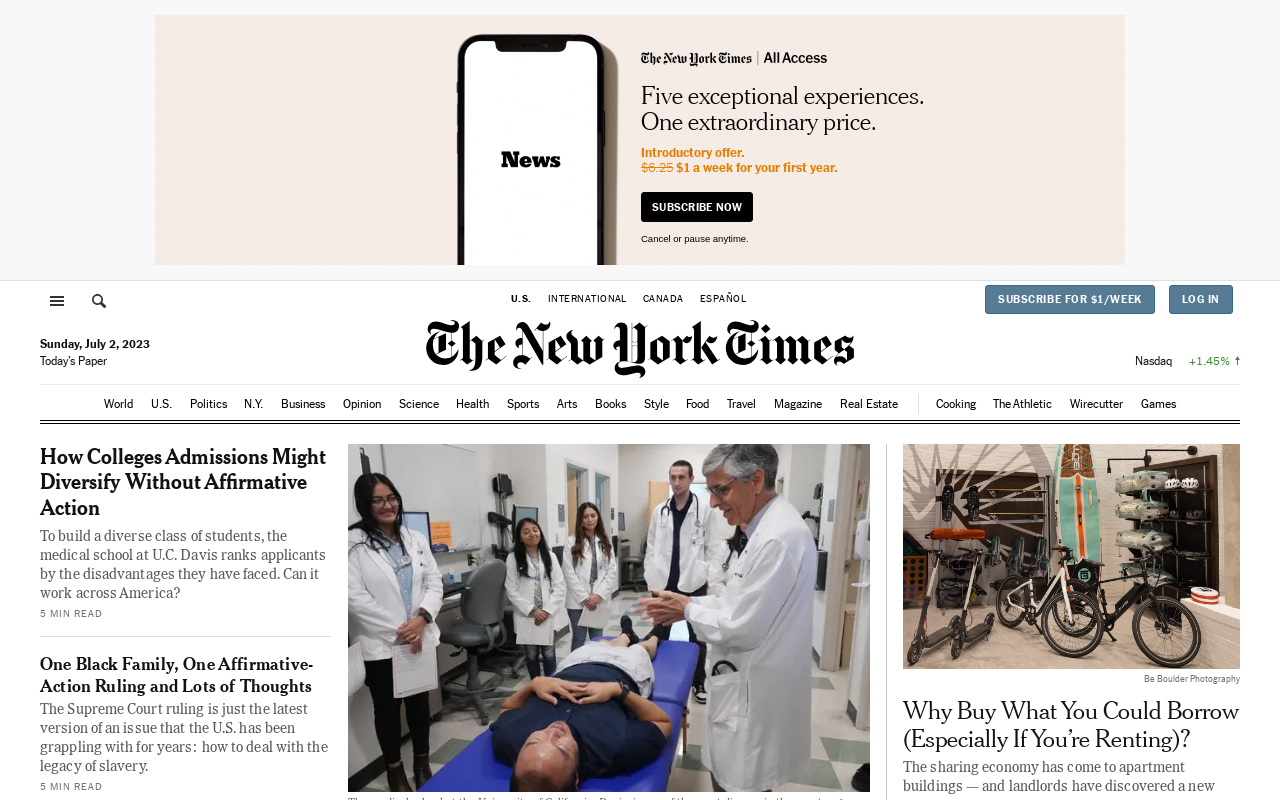 The New York Times | All Access
Five exceptional experiences.
One extraordinary price.
News
Introductory offer.
$6.25 $1 a week for your first year.
SUBSCRIBE NOW
Cancel or pause anytime.
U.S. INTERNATIONAL CANADA ESPAÑOL
SUBSCRIBE FOR $1/WEEK LOG IN
The New York Times
Sunday, July 2, 2023
Today's Paper
Nasdaq +1.45% ↑
World U.S. Politics N.Y. Business Opinion Science Health Sports Arts Books Style Food Travel Magazine Real Estate Cooking The Athletic Wirecutter Games
How Colleges Admissions Might
Diversify Without Affirmative
Action
To build a diverse class of students, the
medical school at U.C. Davis ranks applicants
by the disadvantages they have faced. Can it
work across America?
5 MIN READ
One Black Family, One Affirmative-
Action Ruling and Lots of Thoughts
The Supreme Court ruling is just the latest
version of an issue that the U.S. has been
grappling with for years: how to deal with the
legacy of slavery.
5 MIN READ
Be Boulder Photography
Why Buy What You Could Borrow
(Especially If You're Renting)?
The sharing economy has come to apartment
buildings — and landlords have discovered a new